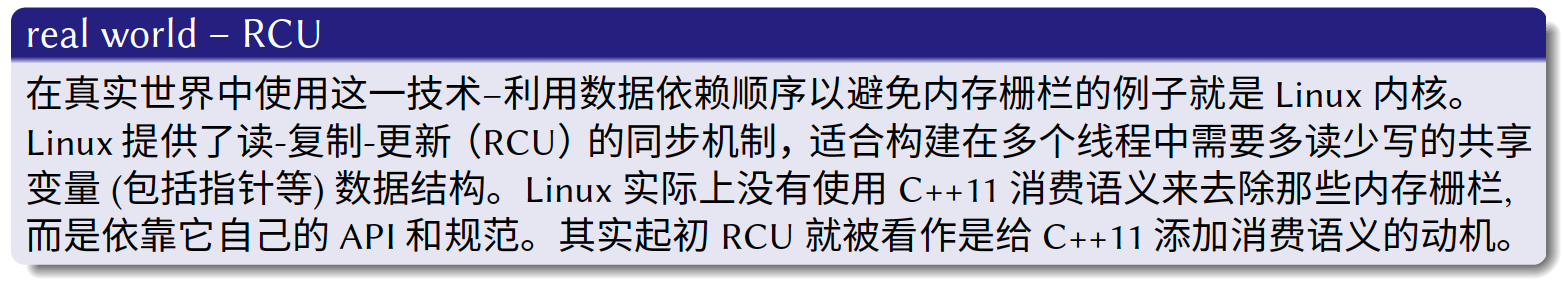 real world – RCU
在真实世界中使用这一技术–利用数据依赖顺序以避免内存栅栏的例子就是 Linux 内核。
Linux 提供了读-复制-更新（RCU）的同步机制，适合构建在多个线程中需要多读少写的共享
变量 (包括指针等) 数据结构。Linux 实际上没有使用 C++11 消费语义来去除那些内存栅栏,
而是依靠它自己的 API 和规范。其实起初 RCU 就被看作是给 C++11 添加消费语义的动机。